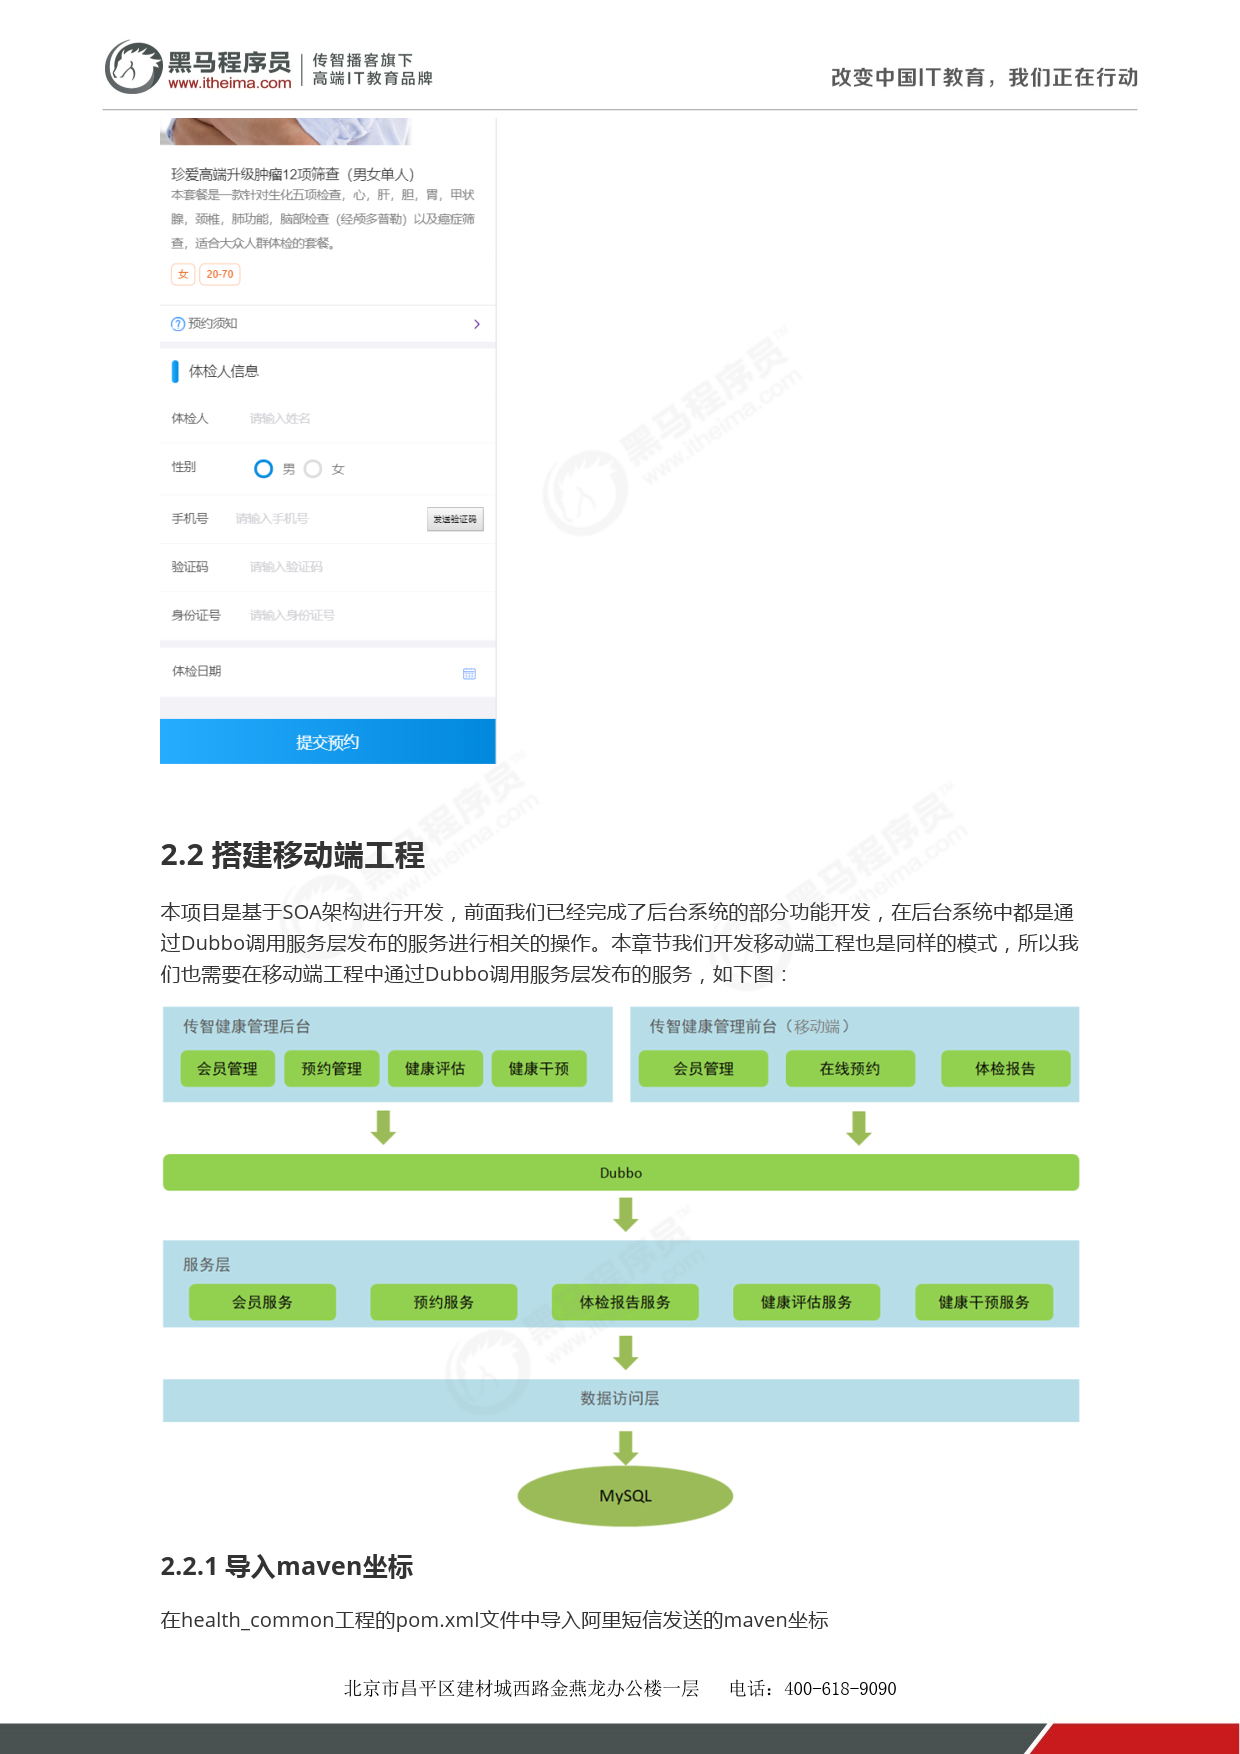 黑马程序员
www.itheima.com
传智播客旗下
高端IT教育品牌
改变中国IT教育，我们正在行动
珍爱高端升级肿瘤12项筛查（男女单人）
本套餐是一款针对生化五项检查，心，肝，胆，胃，甲状
腺，颈椎，肺功能，脑部检查（经颅多普勒）以及癌症筛
查，适合大众人群体检的套餐。
女 20-70
预约须知
体检人信息
体检人 请输入姓名
性别 男 女
手机号 请输入手机号 发送验证码
验证码 请输入验证码
身份证号 请输入身份证号
体检日期
提交预约
2.2 搭建移动端工程
本项目是基于SOA架构进行开发，前面我们已经完成了后台系统的部分功能开发，在后台系统中都是通
过Dubbo调用服务层发布的服务进行相关的操作。本章节我们开发移动端工程也是同样的模式，所以我
们也需要在移动端工程中通过Dubbo调用服务层发布的服务，如下图：
传智健康管理后台
会员管理 预约管理 健康评估 健康干预
传智健康管理前台（移动端）
会员管理 在线预约 体检报告
Dubbo
服务层
会员服务 预约服务 体检报告服务 健康评估服务 健康干预服务
数据访问层
MySQL
2.2.1 导入maven坐标
在health_common工程的pom.xml文件中导入阿里短信发送的maven坐标
北京市昌平区建材城西路金燕龙办公楼一层 电话：400-618-9090